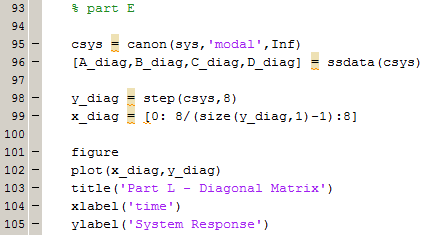 93 % part E
94
95 - csys = canon(sys,'modal',Inf)
96 - [A_diag,B_diag,C_diag,D_diag] = ssdata(csys)
97
98 - y_diag = step(csys,8)
99 - x_diag = [0: 8/(size(y_diag,1)-1):8]
100
101 - figure
102 - plot(x_diag,y_diag)
103 - title('Part L - Diagonal Matrix')
104 - xlabel('time')
105 - ylabel('System Response')